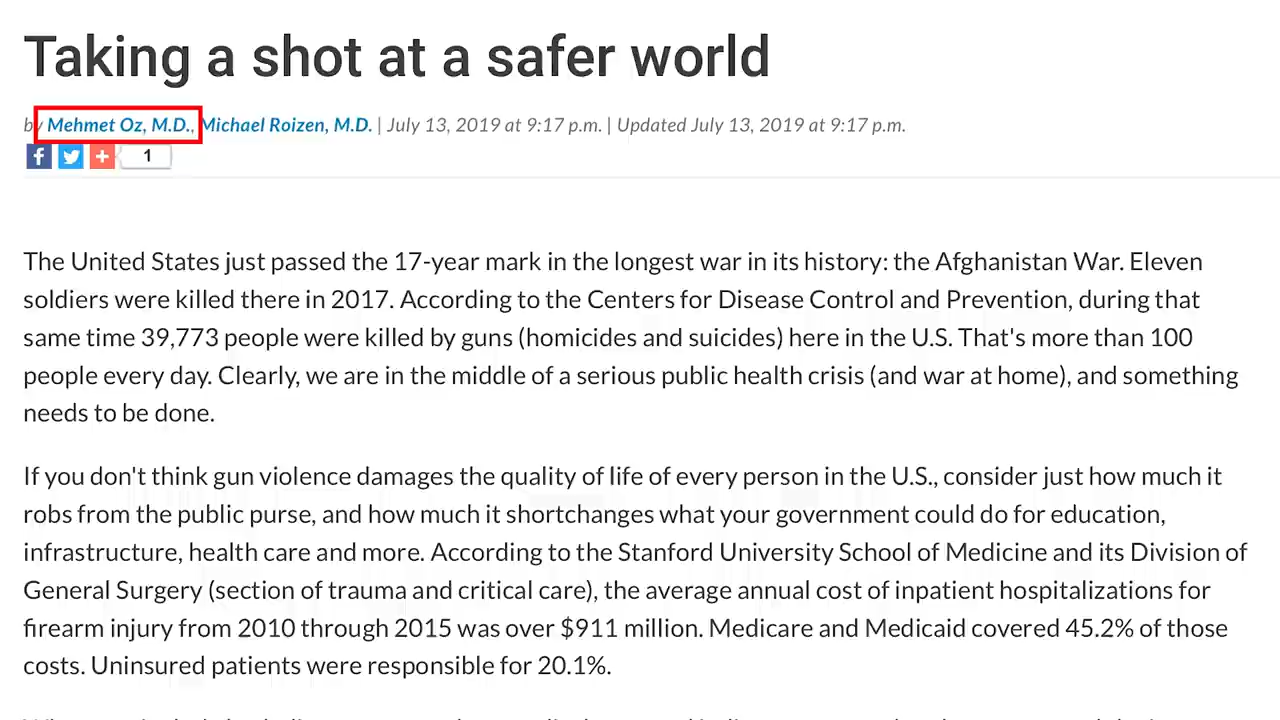 Taking a shot at a safer world
by Mehmet Oz, M.D., Michael Roizen, M.D. | July 13, 2019 at 9:17 p.m. | Updated July 13, 2019 at 9:17 p.m.
f + 1
The United States just passed the 17-year mark in the longest war in its history: the Afghanistan War. Eleven
soldiers were killed there in 2017. According to the Centers for Disease Control and Prevention, during that
same time 39,773 people were killed by guns (homicides and suicides) here in the U.S. That's more than 100
people every day. Clearly, we are in the middle of a serious public health crisis (and war at home), and something
needs to be done.
If you don't think gun violence damages the quality of life of every person in the U.S., consider just how much it
robs from the public purse, and how much it shortchanges what your government could do for education,
infrastructure, health care and more. According to the Stanford University School of Medicine and its Division of
General Surgery (section of trauma and critical care), the average annual cost of inpatient hospitalizations for
firearm injury from 2010 through 2015 was over $911 million. Medicare and Medicaid covered 45.2% of those
costs. Uninsured patients were responsible for 20.1%.